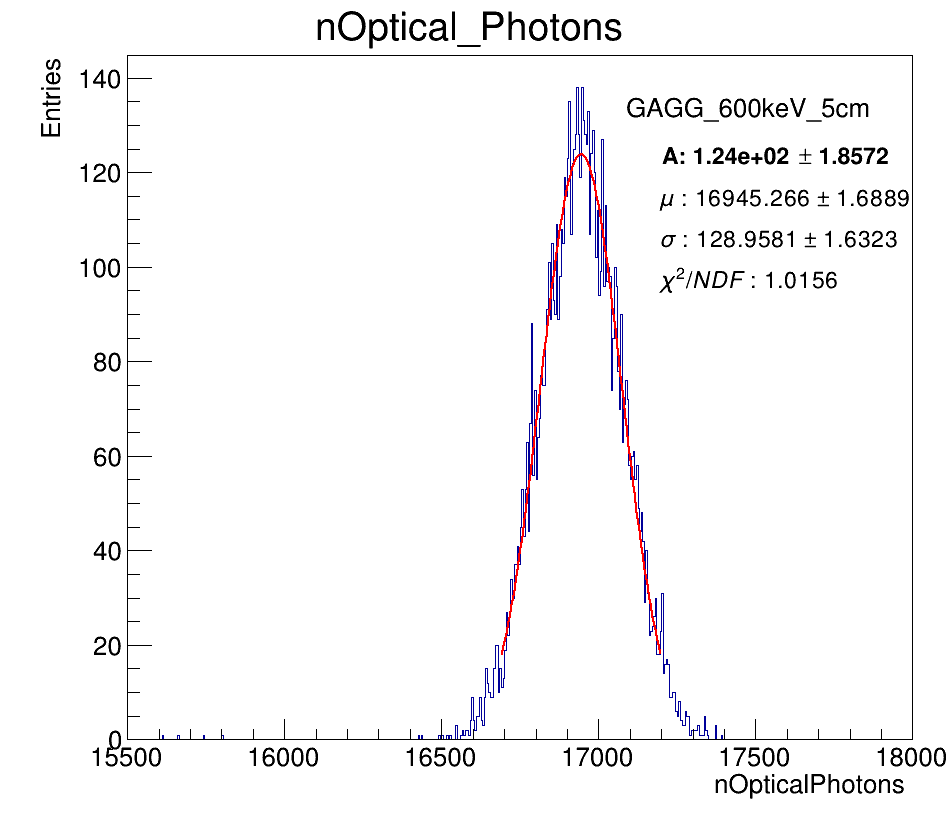 nOptical_Photons
Entries
140
120
100
80
60
40
20
0
GAGG_600keV_5cm
A: 1.24e+02 ± 1.8572
μ : 16945.266 ± 1.6889
σ : 128.9581 ± 1.6323
χ²/NDF : 1.0156
15500 16000 16500 17000 17500 18000
nOpticalPhotons